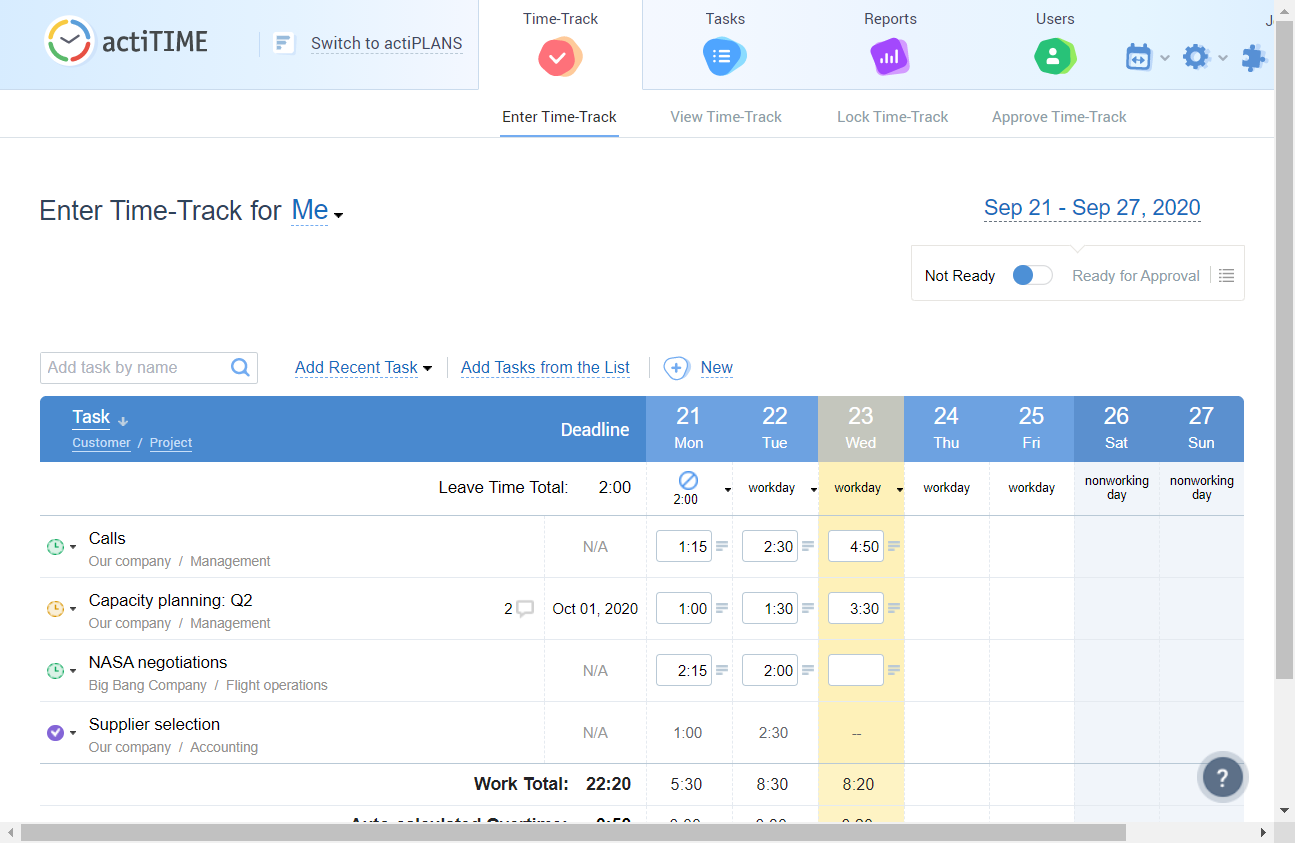 actiTIME
Switch to actiPLANS
Time-Track
Tasks
Reports
Users
Enter Time-Track
View Time-Track
Lock Time-Track
Approve Time-Track
Enter Time-Track for Me
Sep 21 - Sep 27, 2020
Not Ready
Ready for Approval
Add task by name
Add Recent Task
Add Tasks from the List
New
Task
Customer / Project
Deadline
21 22 23 24 25 26 27
Mon Tue Wed Thu Fri Sat Sun
Leave Time Total: 2:00
2:00
workday
workday
workday
workday
nonworking day
nonworking day
Calls
Our company / Management
N/A 1:15 2:30 4:50
Capacity planning: Q2
Our company / Management
2 Oct 01, 2020 1:00 1:30 3:30
NASA negotiations
Big Bang Company / Flight operations
N/A 2:15 2:00
Supplier selection
Our company / Accounting
N/A 1:00 2:30 --
Work Total: 22:20 5:30 8:30 8:20
?